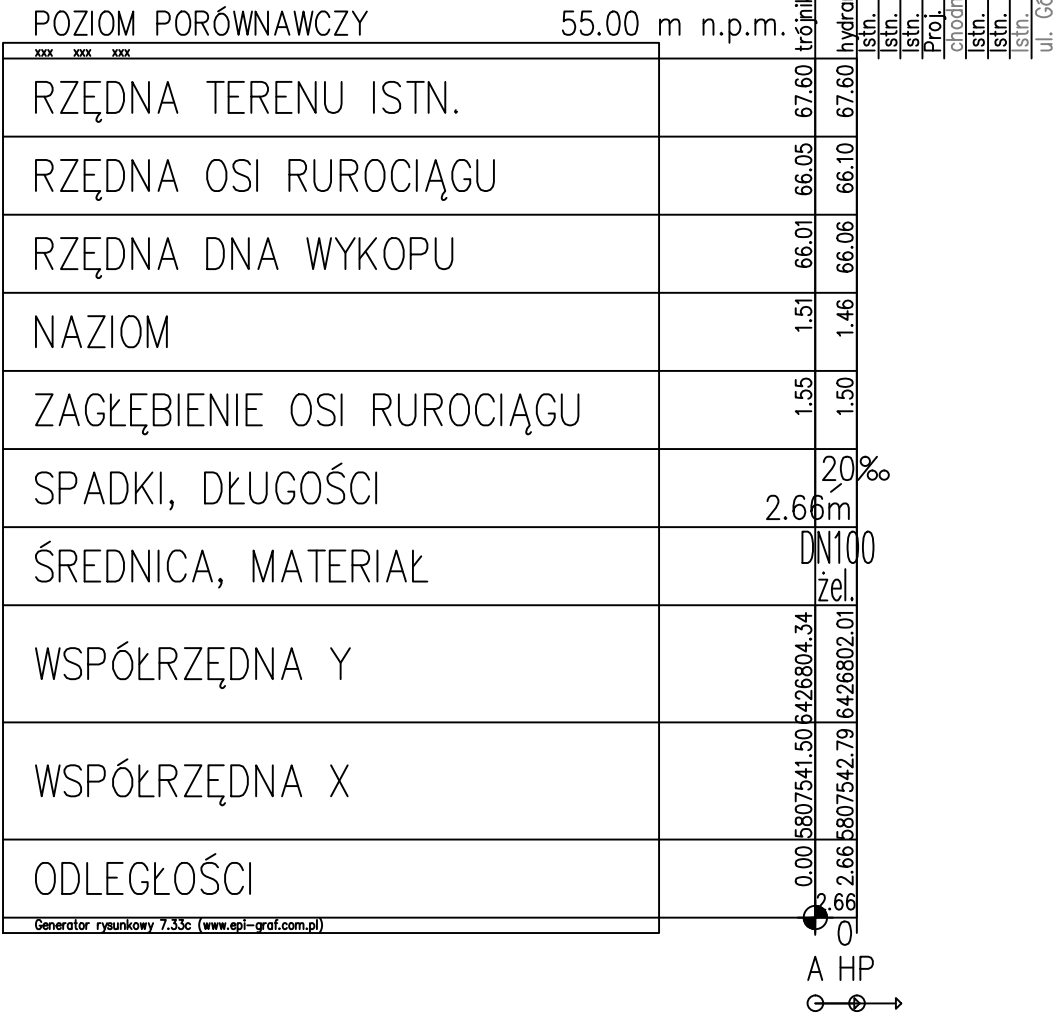 POZIOM PORÓWNAWCZY 55.00 m n.p.m.
Istn.
Istn.
Istn.
Proj.
Istn.
Istn.
Istn.
ul.
xxx xxx xxx
RZĘDNA TERENU ISTN. 67.60 67.60
RZĘDNA OSI RUROCIĄGU 66.05 66.10
RZĘDNA DNA WYKOPU 66.01 66.06
NAZIOM 1.51 1.46
ZAGŁĘBIENIE OSI RUROCIĄGU 1.55 1.50
SPADKI, DŁUGOŚCI 20‰
2.66m
ŚREDNICA, MATERIAŁ DN100
żel.
WSPÓŁRZĘDNA Y 6426804.34 6426802.01
WSPÓŁRZĘDNA X 5807541.50 5807542.79
ODLEGŁOŚCI 0.00 2.66
2.66
Generator rysunkowy 7.33c (www.epi-graf.com.pl)
O
A HP